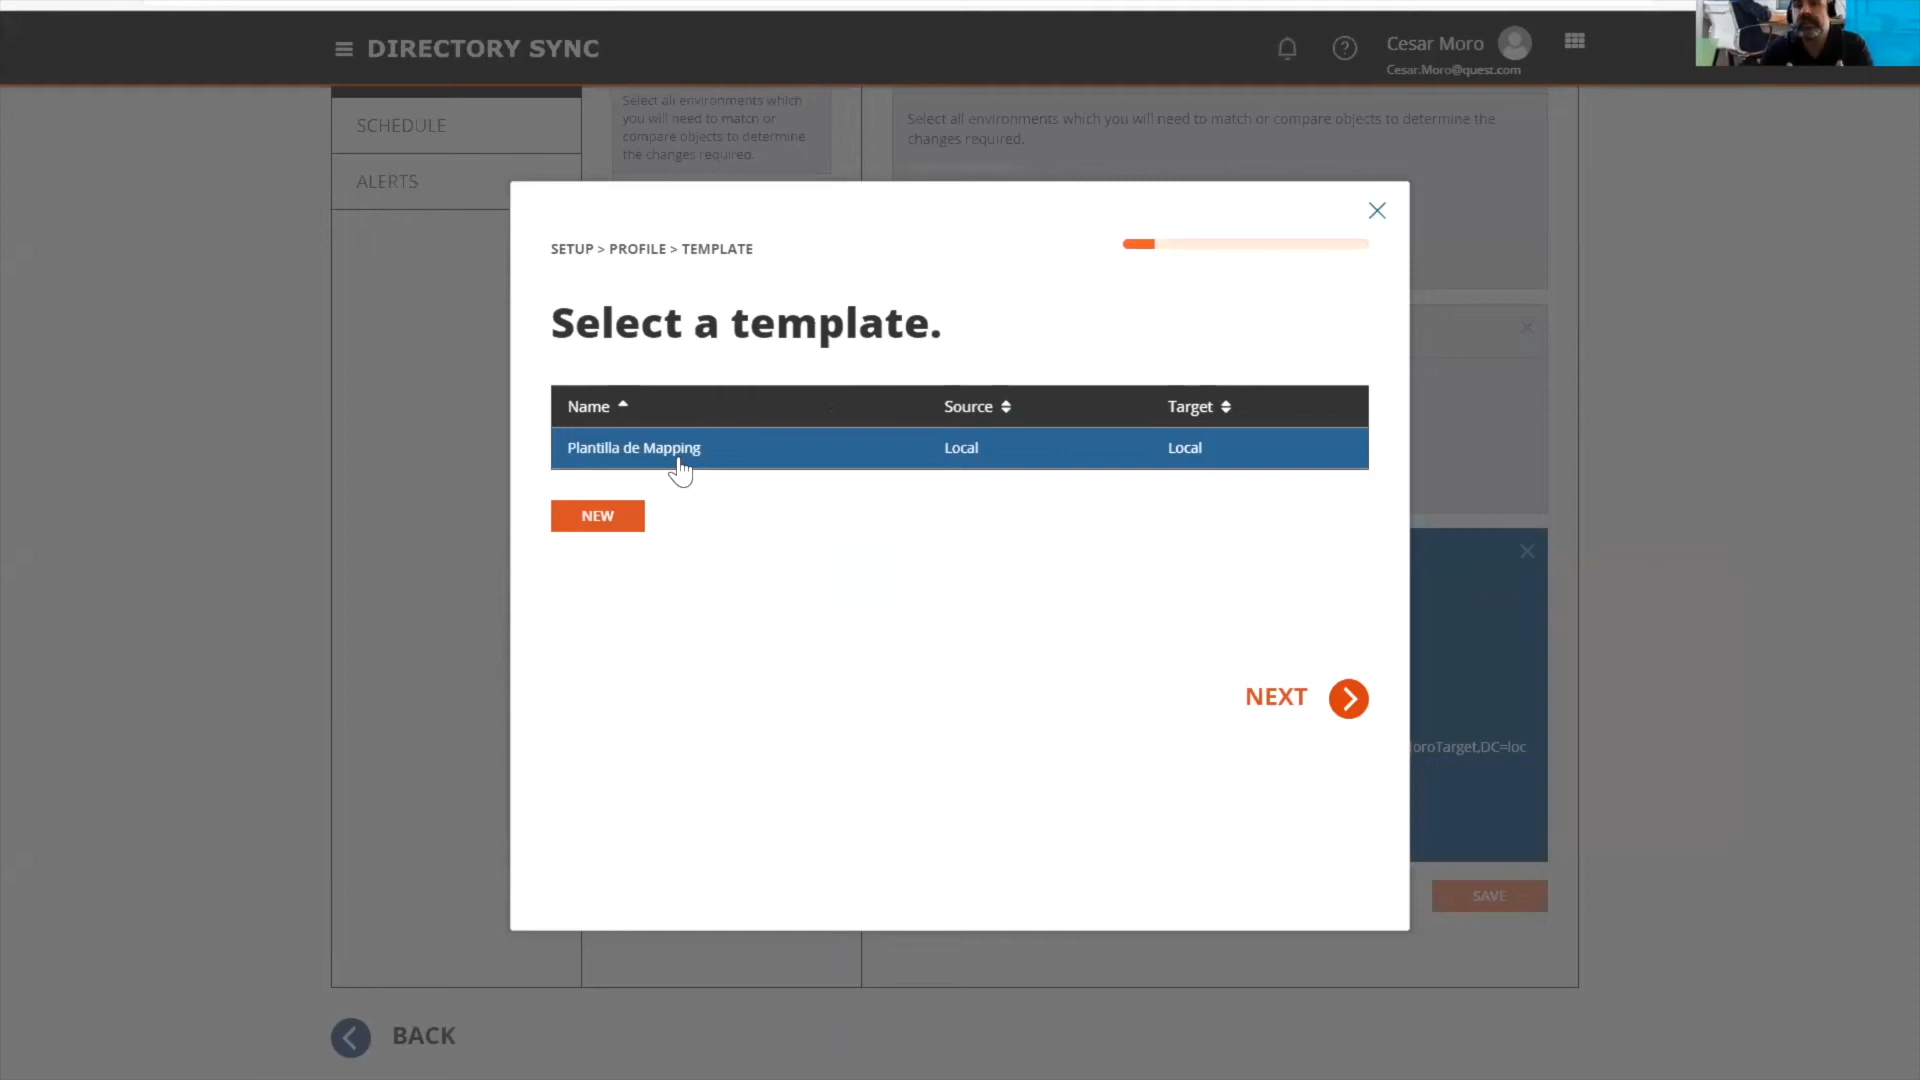 DIRECTORY SYNC
Cesar Moro
Cesar.Moro@quest.com
SCHEDULE
ALERTS
Select all environments which
you will need to match or
compare objects to determine
the changes required.
Select all environments which you will need to match or compare objects to determine the
changes required.
SETUP > PROFILE > TEMPLATE
Select a template.
Name Source Target
Plantilla de Mapping Local Local
NEW
NEXT
oroTarget,DC=loc
SAVE
BACK